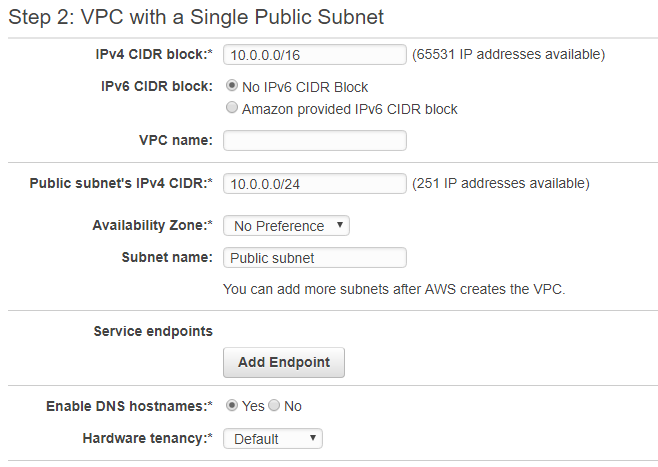 Step 2: VPC with a Single Public Subnet
IPv4 CIDR block:* 10.0.0.0/16 (65531 IP addresses available)
IPv6 CIDR block: No IPv6 CIDR Block
Amazon provided IPv6 CIDR block
VPC name:
Public subnet's IPv4 CIDR:* 10.0.0.0/24 (251 IP addresses available)
Availability Zone:* No Preference
Subnet name: Public subnet
You can add more subnets after AWS creates the VPC.
Service endpoints
Add Endpoint
Enable DNS hostnames:* Yes No
Hardware tenancy:* Default